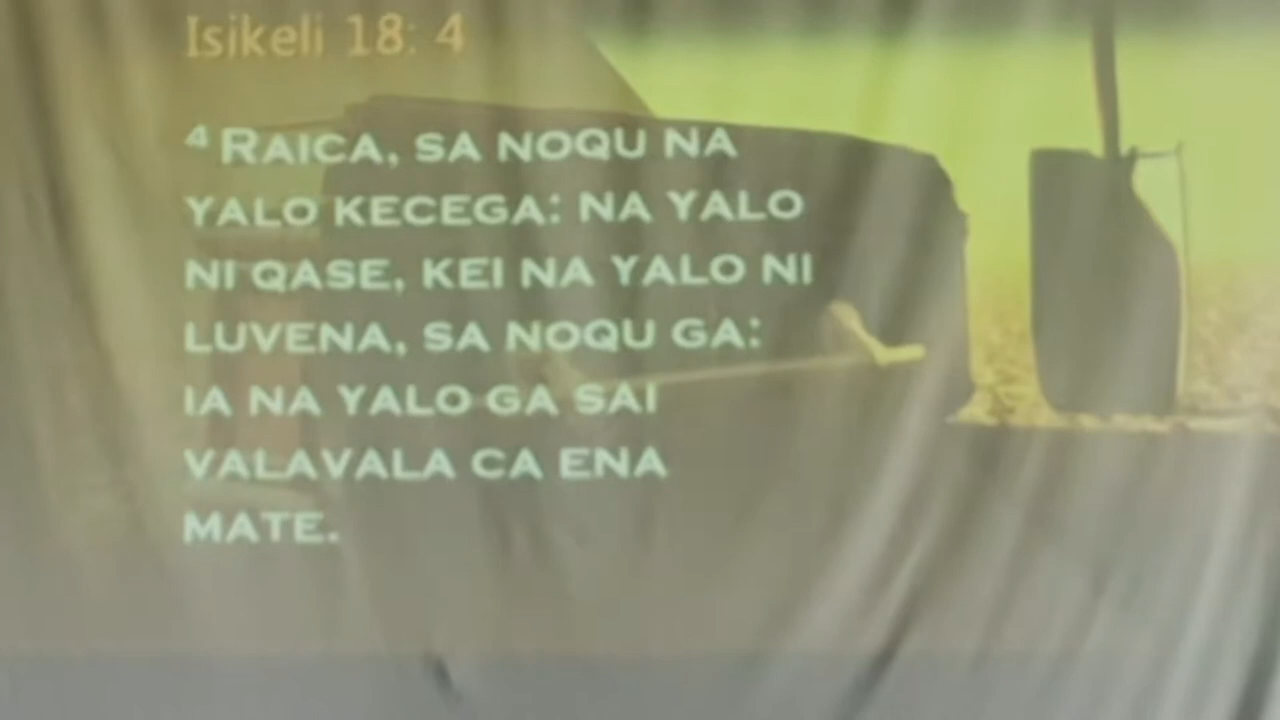 Isikeli 18: 4
4 RAICA, SA NOQU NA
YALO KECEGA: NA YALO
NI QASE, KEI NA YALO NI
LUVENA, SA NOQU GA:
IA NA YALO GA SAI
VALAVALA CA ENA
MATE.